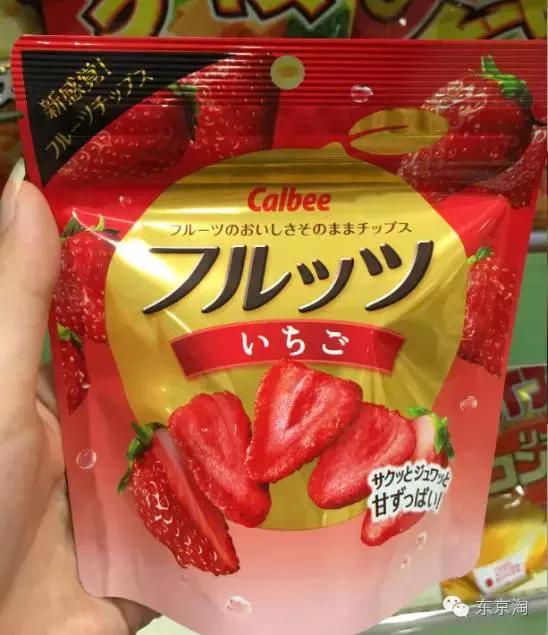 新感覚!
フルーツチップス
Calbee
フルーツのおいしさそのままチップス
フルッツ
いちご
サクッとジュワッと
甘ずっぱい!
东京淘